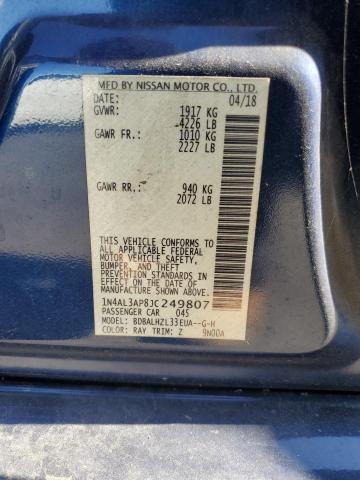 MFD BY NISSAN MOTOR CO., LTD.
DATE: 04/18
GVWR: 1917 KG
4226 LB
GAWR FR: 1010 KG
2227 LB
GAWR RR: 940 KG
2072 LB
THIS VEHICLE CONFORMS TO
ALL APPLICABLE FEDERAL
MOTOR VEHICLE SAFETY,
BUMPER, AND THEFT
PREVENTION STANDARDS
IN EFFECT ON THE DATE OF
MANUFACTURE SHOWN ABOVE.
1N4AL3AP8JC249807
PASSENGER CAR 045
MODEL: BDBALHZL33EUA--G-H
COLOR: RAY TRIM: Z 9N00A